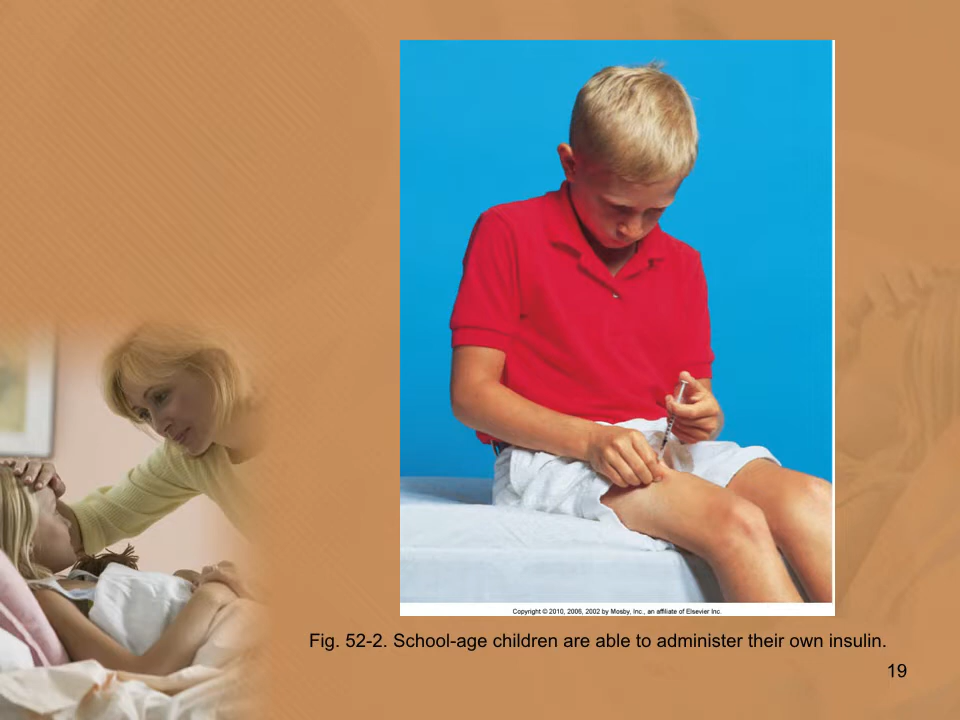 Copyright © 2010, 2006, 2002 by Mosby, Inc., an affiliate of Elsevier Inc.
Fig. 52-2. School-age children are able to administer their own insulin.
19